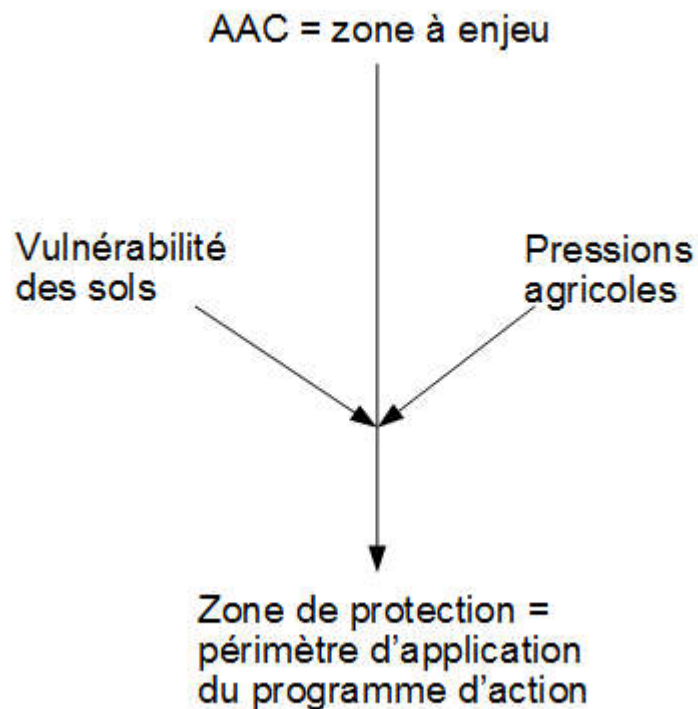 AAC = zone à enjeu
Vulnérabilité
des sols
Pressions
agricoles
Zone de protection =
périmètre d'application
du programme d'action